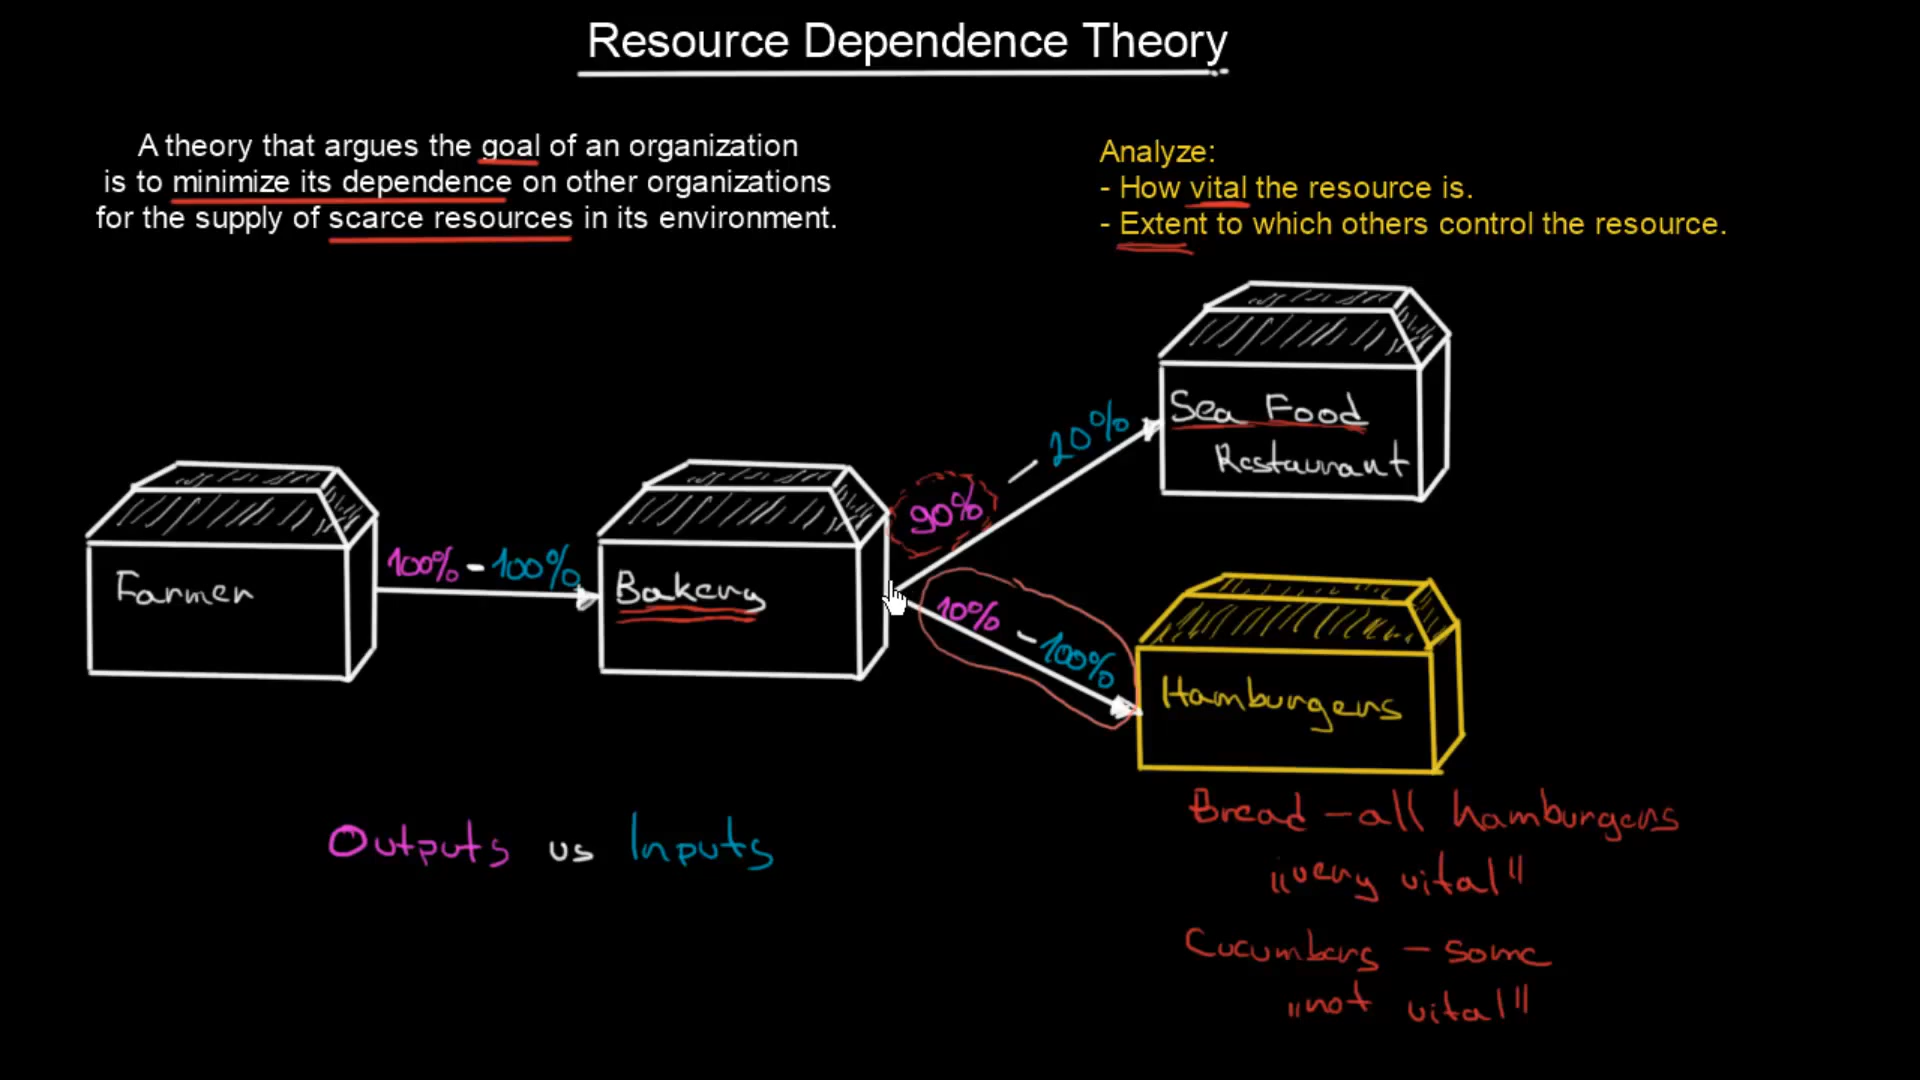 Resource Dependence Theory
A theory that argues the goal of an organization
is to minimize its dependence on other organizations
for the supply of scarce resources in its environment.
Analyze:
- How vital the resource is.
- Extent to which others control the resource.
Sea Food
Restaurant
90% - 20%
Farmer
100% - 100%
Bakery
10% - 100%
Hamburgers
Outputs vs Inputs
Bread - all hamburgers
"very vital"
Cucumbers - some
"not vital"